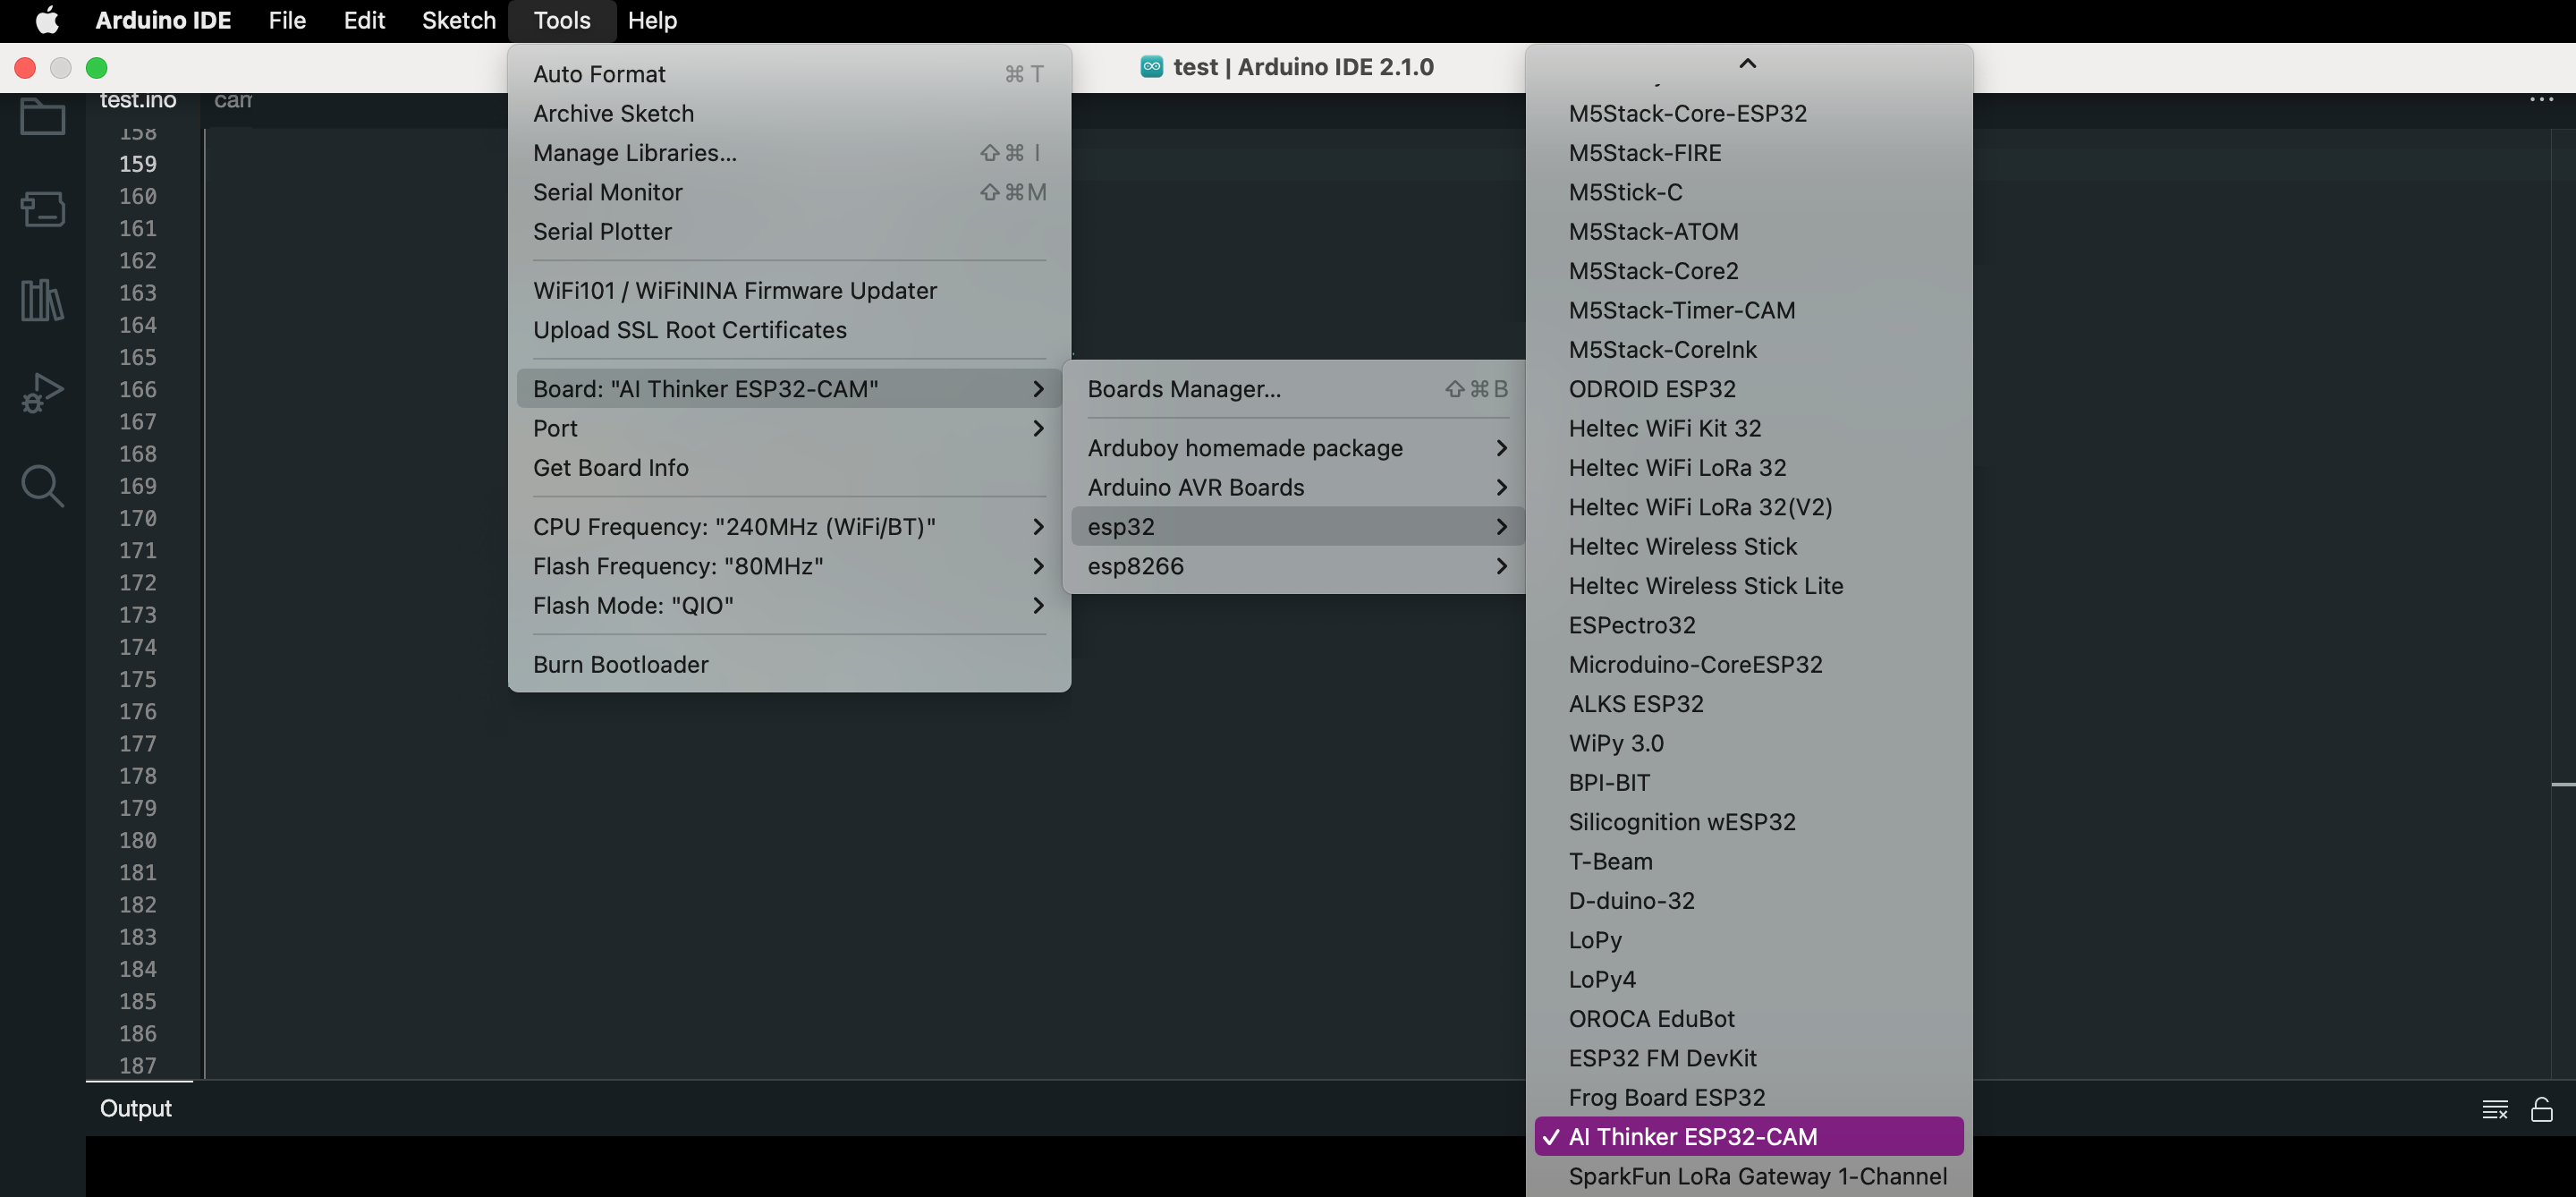 Arduino IDE File Edit Sketch Tools Help
test | Arduino IDE 2.1.0
test.ino
158
159
160
161
162
163
164
165
166
167
168
169
170
171
172
173
174
175
176
177
178
179
180
181
182
183
184
185
186
187
Output
Auto Format ⌘ T
Archive Sketch
Manage Libraries... ⇧ ⌘ I
Serial Monitor ⇧ ⌘ M
Serial Plotter
WiFi101 / WiFiNINA Firmware Updater
Upload SSL Root Certificates
Board: "AI Thinker ESP32-CAM"
Port
Get Board Info
CPU Frequency: "240MHz (WiFi/BT)"
Flash Frequency: "80MHz"
Flash Mode: "QIO"
Burn Bootloader
Boards Manager... ⇧ ⌘ B
Arduboy homemade package
Arduino AVR Boards
esp32
esp8266
M5Stack-Core-ESP32
M5Stack-FIRE
M5Stick-C
M5Stack-ATOM
M5Stack-Core2
M5Stack-Timer-CAM
M5Stack-CoreInk
ODROID ESP32
Heltec WiFi Kit 32
Heltec WiFi LoRa 32
Heltec WiFi LoRa 32(V2)
Heltec Wireless Stick
Heltec Wireless Stick Lite
ESPectro32
Microduino-CoreESP32
ALKS ESP32
WiPy 3.0
BPI-BIT
Silicognition wESP32
T-Beam
D-duino-32
LoPy
LoPy4
OROCA EduBot
ESP32 FM DevKit
Frog Board ESP32
✓ AI Thinker ESP32-CAM
SparkFun LoRa Gateway 1-Channel